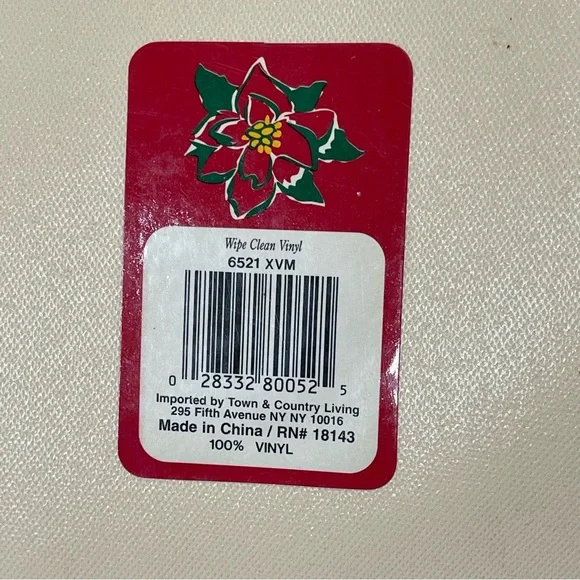 Wipe Clean Vinyl
6521 XVM
0 28332 80052 5
Imported by Town & Country Living
295 Fifth Avenue NY NY 10016
Made in China / RN# 18143
100% VINYL